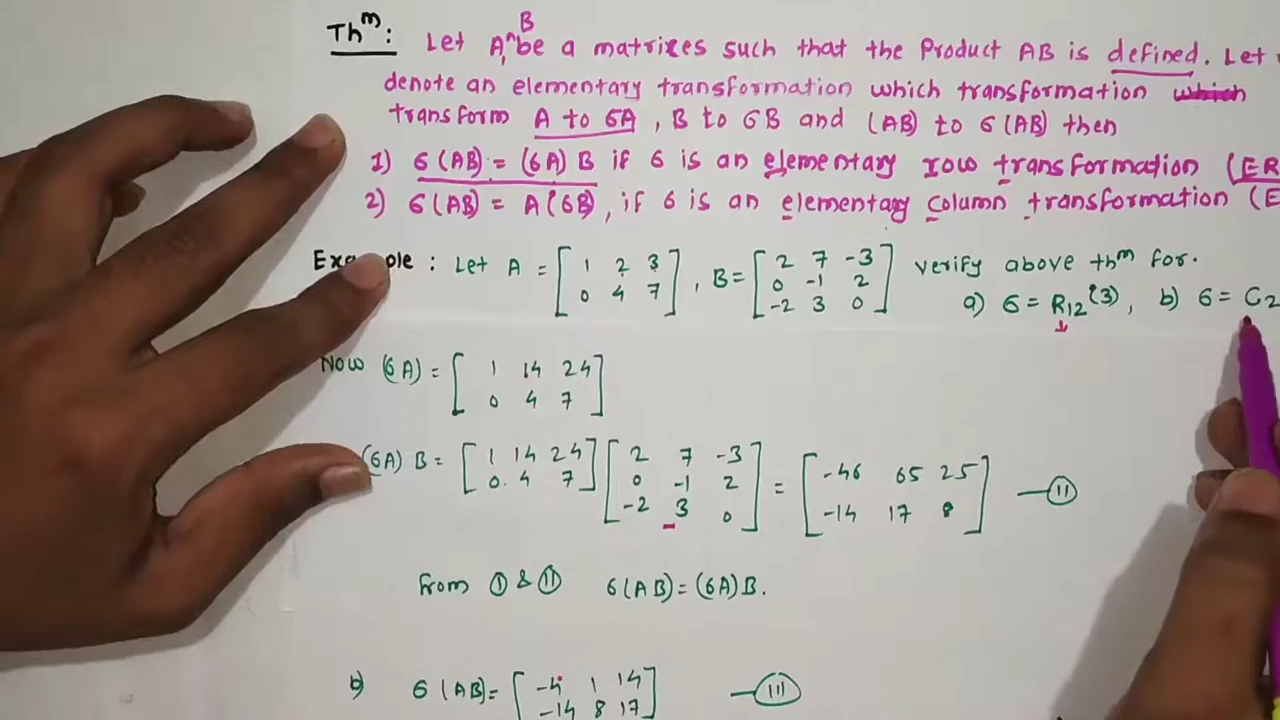 Thᵐ: Let A, ^B be a matrixes such that the Product AB is defined. Let
denote an elementary transformation which transformation which
transform A to 6A, B to 6B and (AB) to 6(AB) then
1) 6(AB) = (6A)B if 6 is an elementary row transformation (ER
2) 6(AB) = A(6B), if 6 is an elementary column transformation (E
Example : Let A = [1 2 3
0 4 7], B = [2 7 -3
0 -1 2
-2 3 0] verify above thᵐ for.
a) 6 = R12(3), b) 6 = C2
Now (6A) = [1 14 24
0 4 7]
(6A) B = [1 14 24
0. 4 7] [2 7 -3
0 -1 2
-2 3 0] = [-46 65 25
-14 17 8] — II
from I & II 6(AB) = (6A)B.
b) 6(AB) = [-4 1 14
-14 8 17] — III